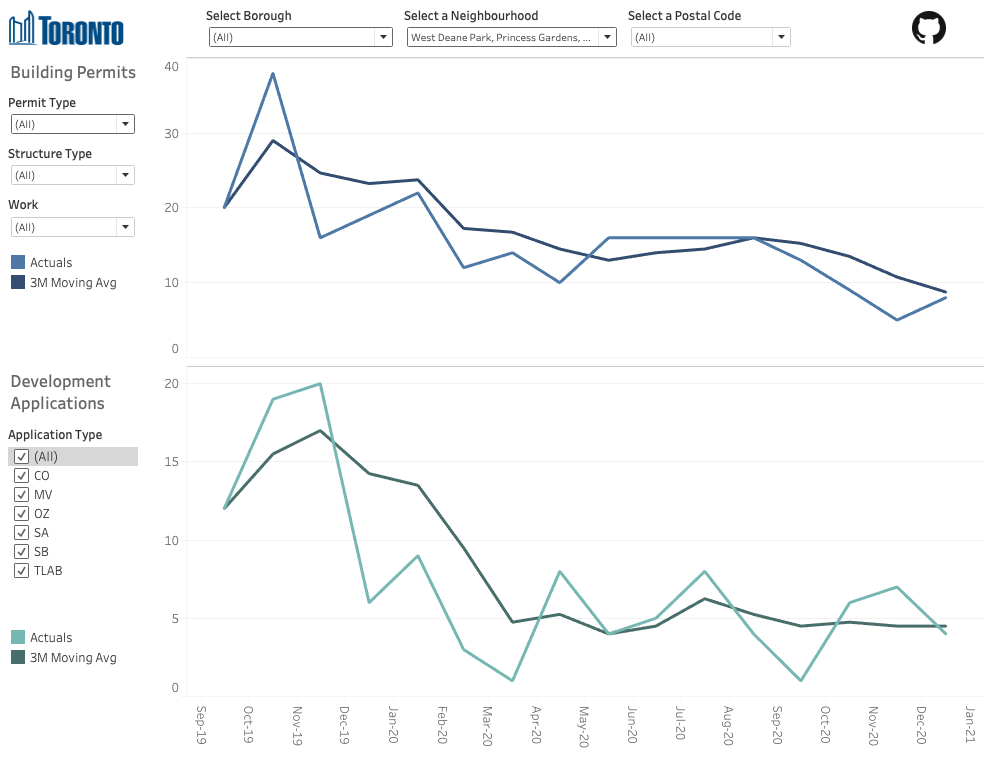 TORONTO
Select Borough
(All)
Select a Neighbourhood
West Deane Park, Princess Gardens, ...
Select a Postal Code
(All)
Building Permits
Permit Type
(All)
Structure Type
(All)
Work
(All)
Actuals
3M Moving Avg
40
30
20
10
0
Development
Applications
Application Type
(All)
CO
MV
OZ
SA
SB
TLAB
Actuals
3M Moving Avg
20
15
10
5
0
Sep-19
Oct-19
Nov-19
Dec-19
Jan-20
Feb-20
Mar-20
Apr-20
May-20
Jun-20
Jul-20
Aug-20
Sep-20
Oct-20
Nov-20
Dec-20
Jan-21